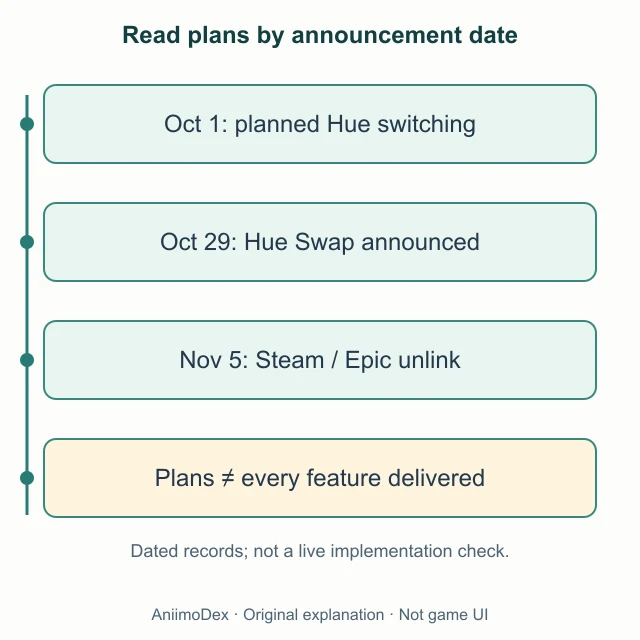 Read plans by announcement date
Oct 1: planned Hue switching
Oct 29: Hue Swap announced
Nov 5: Steam / Epic unlink
Plans ≠ every feature delivered
Dated records; not a live implementation check.
AniimoDex · Original explanation · Not game UI